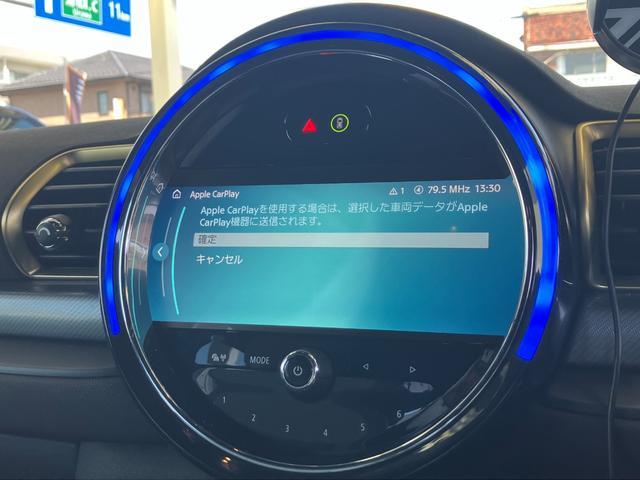 11km
Apple CarPlay
1
79.5 MHz 13:30
Apple CarPlayを使用する場合は、選択した車両データがApple
CarPlay機器に送信されます。
確定
キャンセル
MODE
1
2
3
4
5
6